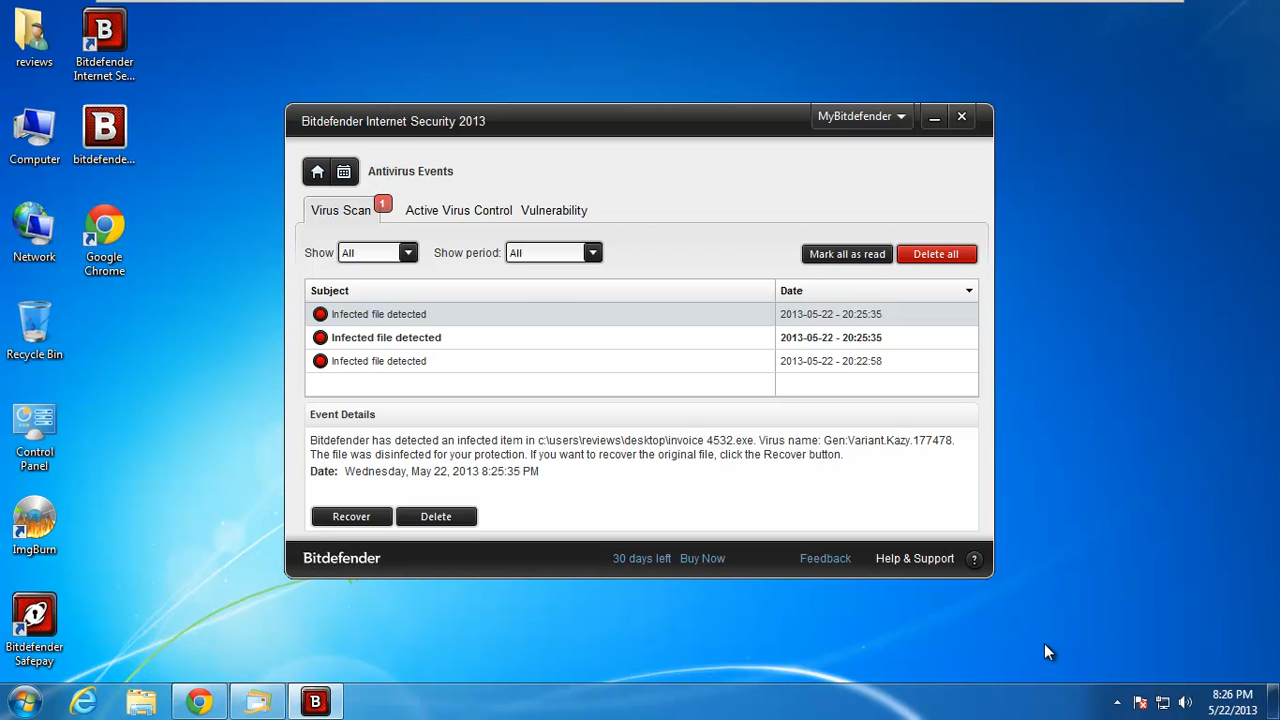 reviews
Bitdefender
Internet Se...
Computer
bitdefende...
Network
Google
Chrome
Recycle Bin
Control
Panel
ImgBurn
Bitdefender
Safepay
Bitdefender Internet Security 2013
MyBitdefender
Antivirus Events
Virus Scan 1 Active Virus Control Vulnerability
Show All Show period: All Mark all as read Delete all
Subject Date
Infected file detected 2013-05-22 - 20:25:35
Infected file detected 2013-05-22 - 20:25:35
Infected file detected 2013-05-22 - 20:22:58
Event Details
Bitdefender has detected an infected item in c:\users\reviews\desktop\invoice 4532.exe. Virus name: Gen:Variant.Kazy.177478.
The file was disinfected for your protection. If you want to recover the original file, click the Recover button.
Date: Wednesday, May 22, 2013 8:25:35 PM
Recover Delete
Bitdefender 30 days left Buy Now Feedback Help & Support ?
8:26 PM
5/22/2013